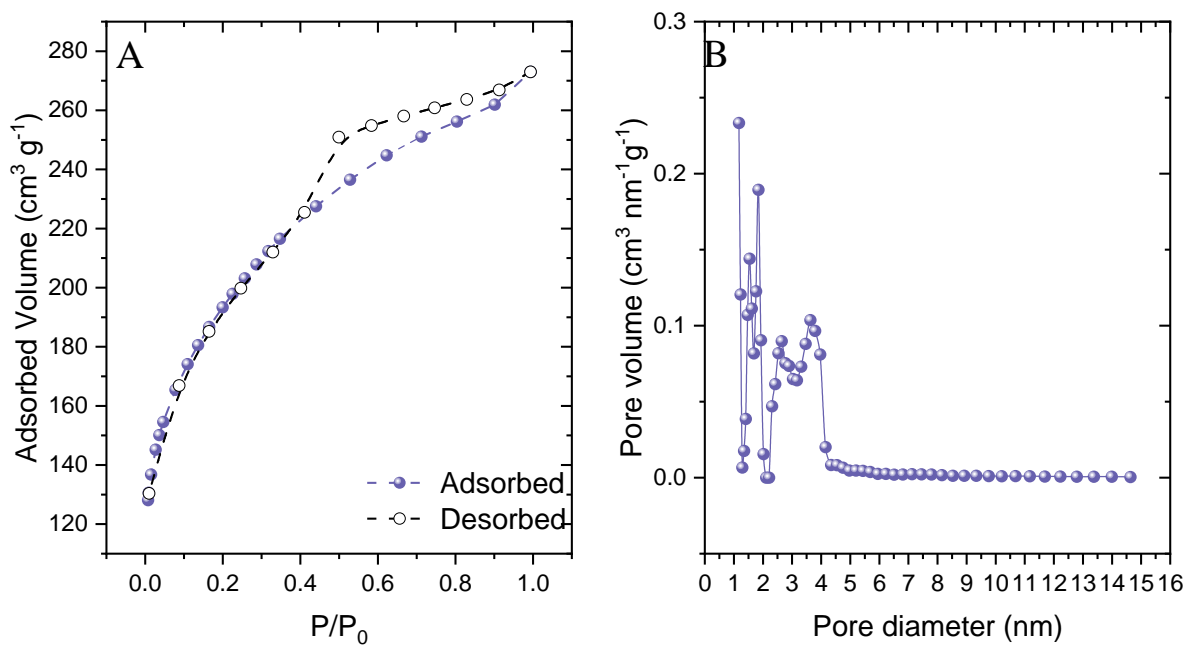 A
Adsorbed Volume (cm³ g⁻¹)
280
260
240
220
200
180
160
140
120
Adsorbed
Desorbed
0.0 0.2 0.4 0.6 0.8 1.0
P/P₀
B
Pore volume (cm³ nm⁻¹g⁻¹)
0.3
0.2
0.1
0.0
0 1 2 3 4 5 6 7 8 9 10 11 12 13 14 15 16
Pore diameter (nm)